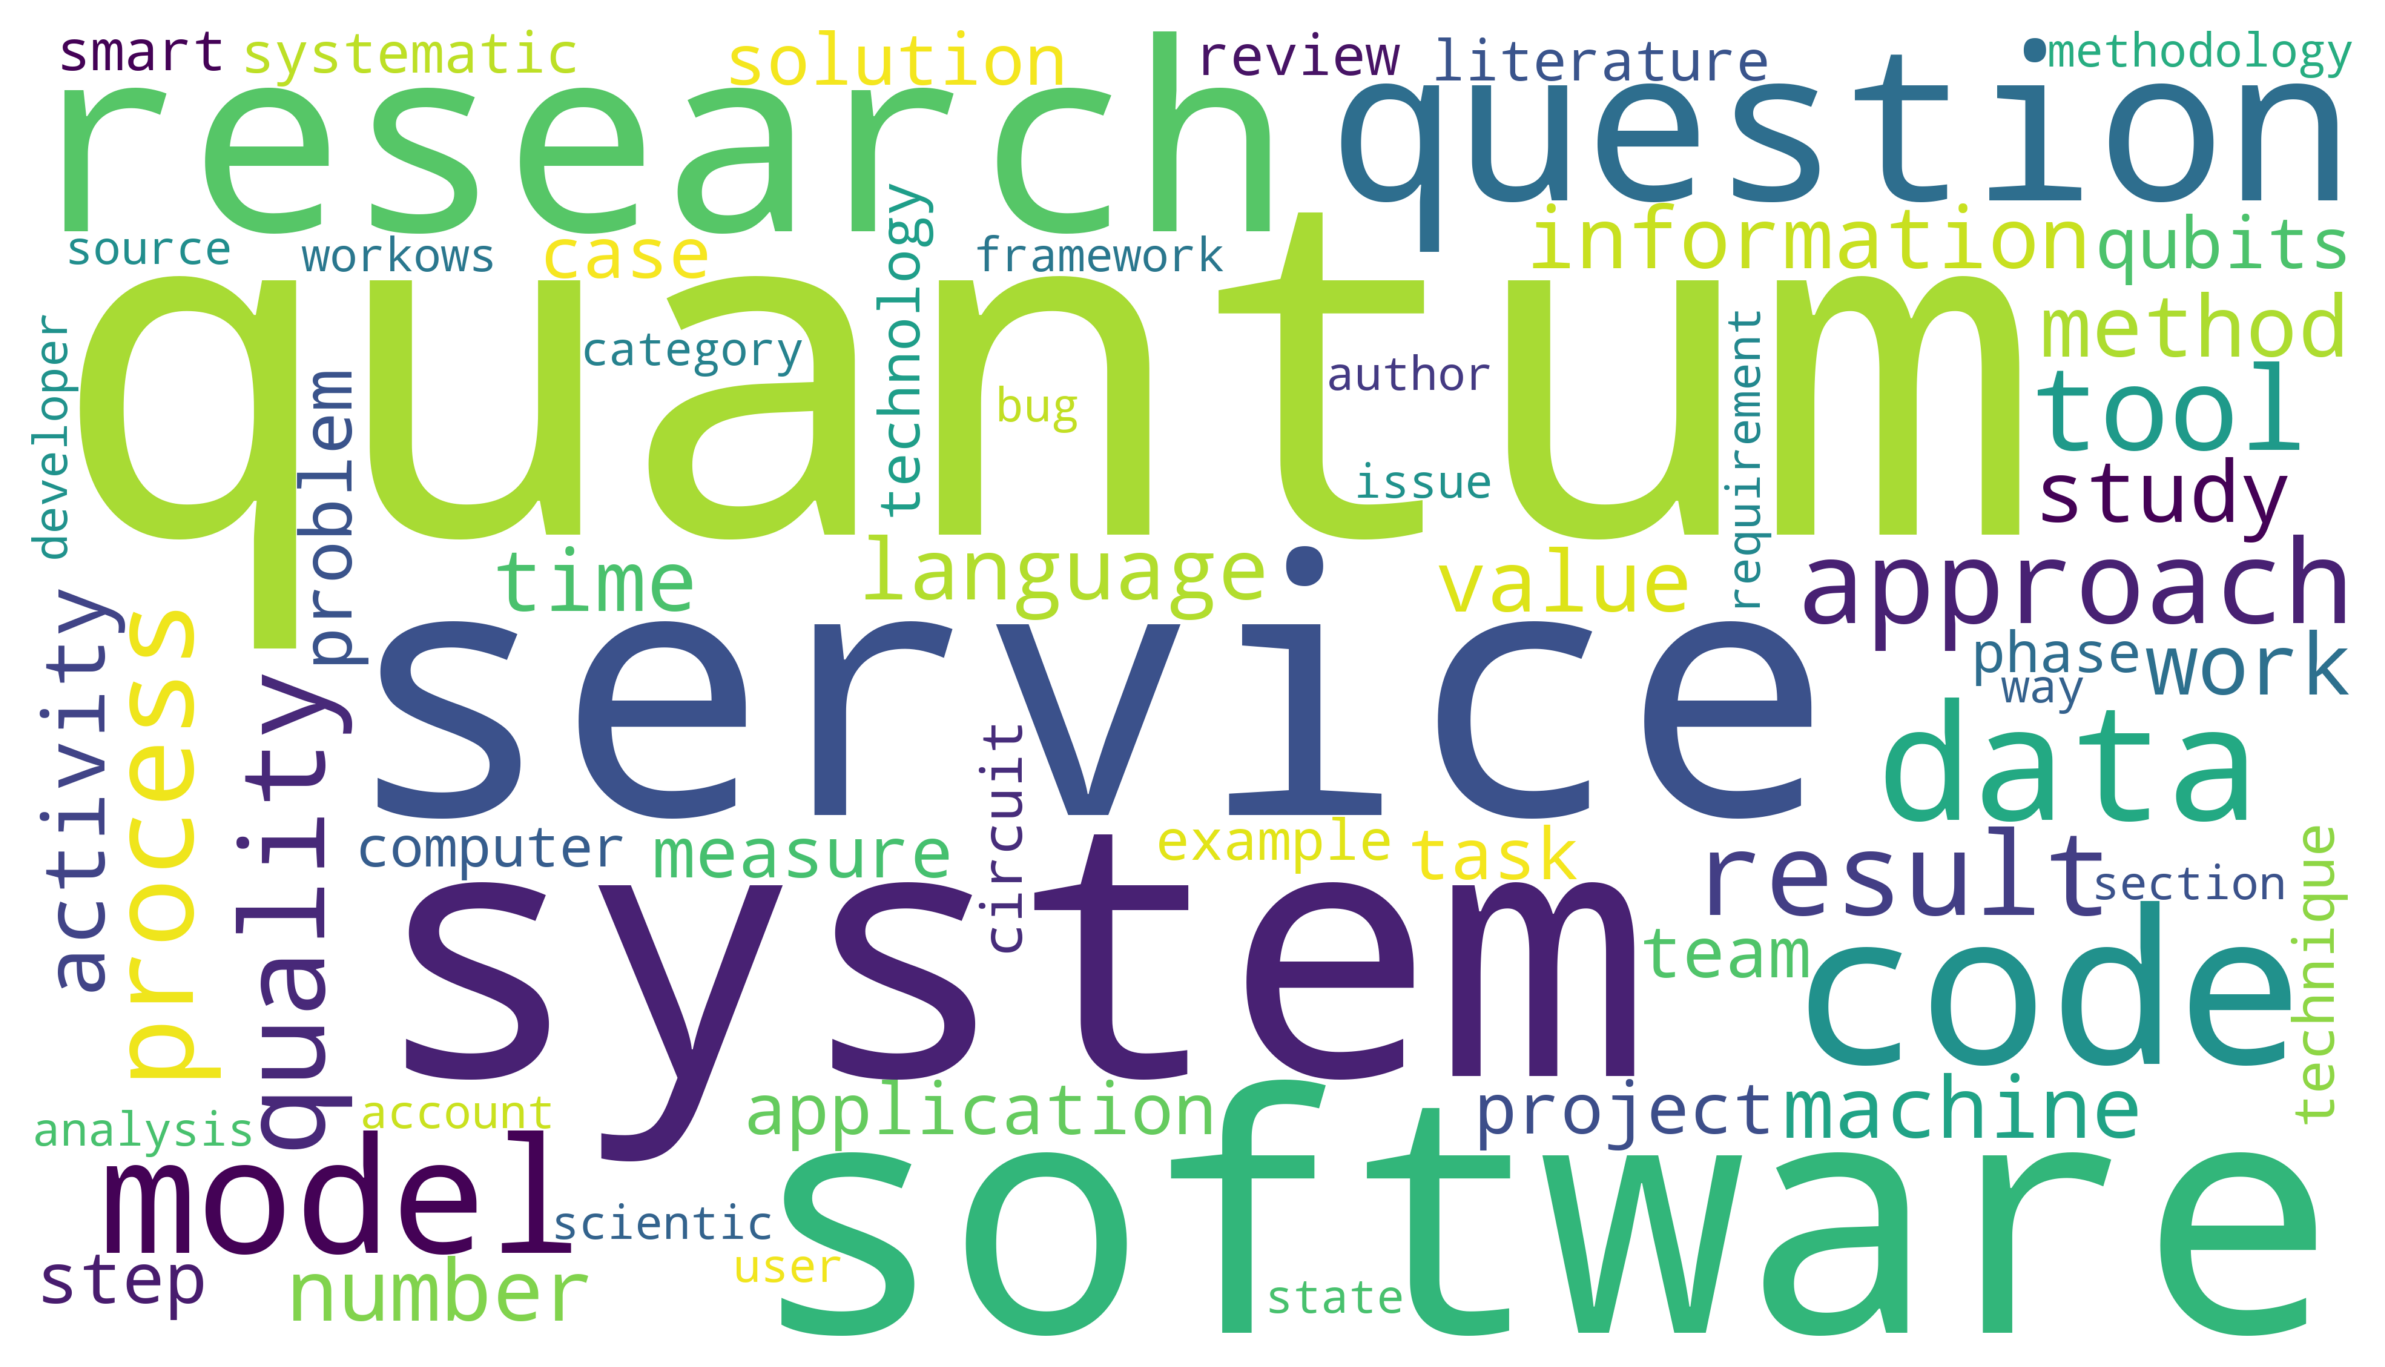 smart
systematic
solution
review
literature
methodology
research
question
source
workows
case
technology
framework
information
qubits
quantum
developer
problem
category
bug
author
issue
requirement
method
tool
study
time
language
value
approach
activity
process
quality
service
phase
way
work
data
computer
measure
circuit
example
task
result
section
technique
system
team
code
analysis
account
application
project
machine
model
scientic
software
step
number
user
state